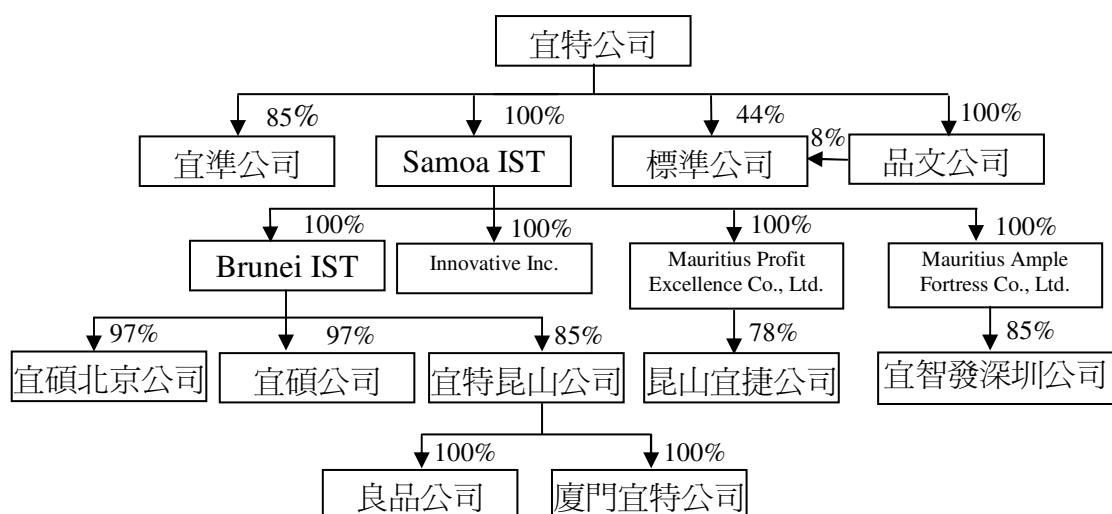 宜特公司
85%
100%
44%
100%
宜準公司
Samoa IST
標準公司
8%
品文公司
100%
100%
100%
100%
Brunei IST
Innovative Inc.
Mauritius Profit
Excellence Co., Ltd.
Mauritius Ample
Fortress Co., Ltd.
97%
97%
85%
78%
85%
宜碩北京公司
宜碩公司
宜特昆山公司
昆山宜捷公司
宜智發深圳公司
100%
100%
良品公司
廈門宜特公司